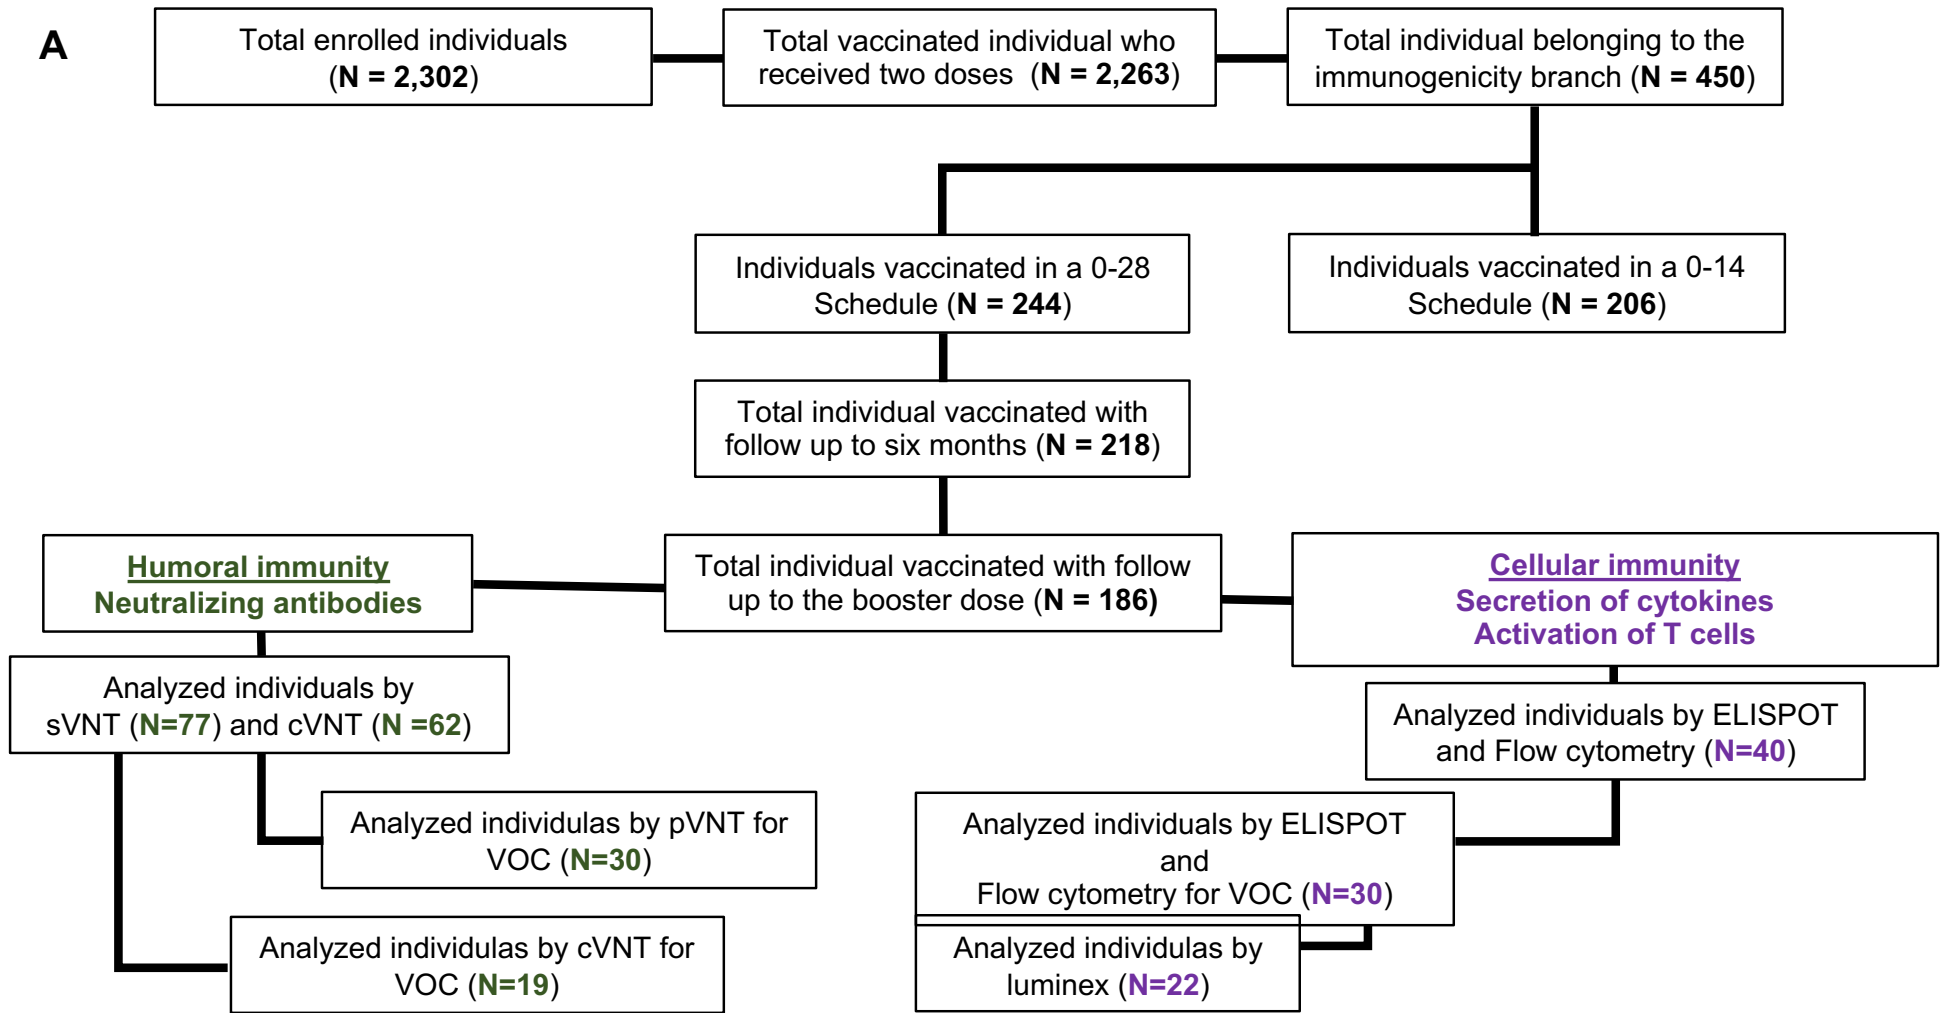 A
Total enrolled individuals
(N = 2,302)
Total vaccinated individual who
received two doses (N = 2,263)
Total individual belonging to the
immunogenicity branch (N = 450)
Individuals vaccinated in a 0-28
Schedule (N = 244)
Individuals vaccinated in a 0-14
Schedule (N = 206)
Total individual vaccinated with
follow up to six months (N = 218)
Humoral immunity
Neutralizing antibodies
Total individual vaccinated with follow
up to the booster dose (N = 186)
Cellular immunity
Secretion of cytokines
Activation of T cells
Analyzed individuals by
sVNT (N=77) and cVNT (N =62)
Analyzed individuals by ELISPOT
and Flow cytometry (N=40)
Analyzed individulas by pVNT for
VOC (N=30)
Analyzed individuals by ELISPOT
and
Flow cytometry for VOC (N=30)
Analyzed individulas by cVNT for
VOC (N=19)
Analyzed individulas by
luminex (N=22)